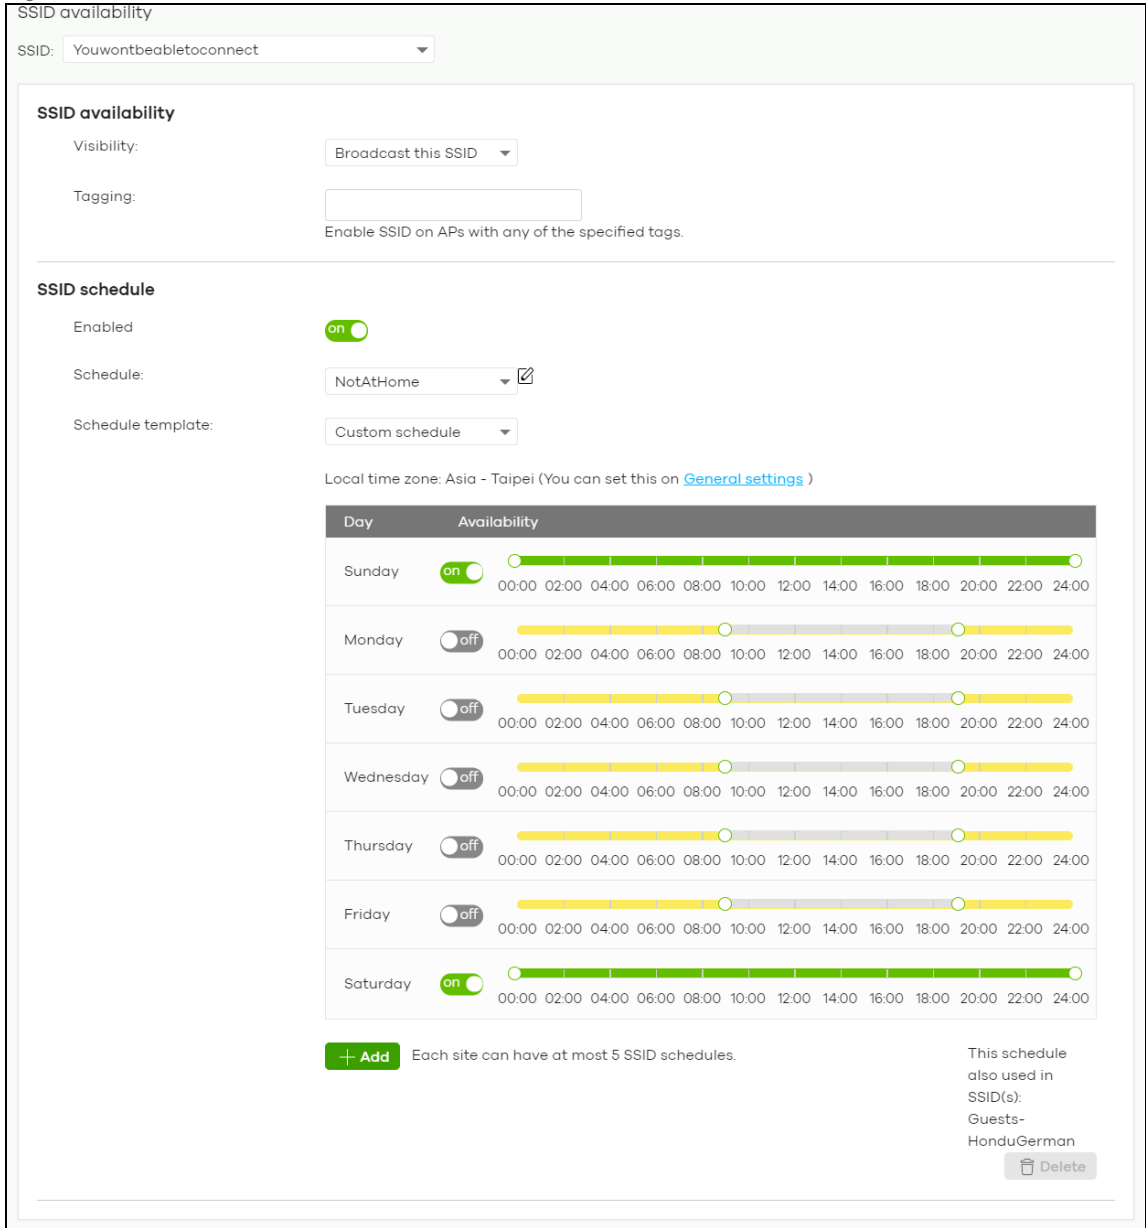 SSID availability
SSID: Youwontbeabletoconnect
SSID availability
Visibility: Broadcast this SSID
Tagging:
Enable SSID on APs with any of the specified tags.
SSID schedule
Enabled on
Schedule: NotAtHome
Schedule template: Custom schedule
Local time zone: Asia - Taipei (You can set this on General settings )
Day Availability
Sunday on
00:00 02:00 04:00 06:00 08:00 10:00 12:00 14:00 16:00 18:00 20:00 22:00 24:00
Monday off
00:00 02:00 04:00 06:00 08:00 10:00 12:00 14:00 16:00 18:00 20:00 22:00 24:00
Tuesday off
00:00 02:00 04:00 06:00 08:00 10:00 12:00 14:00 16:00 18:00 20:00 22:00 24:00
Wednesday off
00:00 02:00 04:00 06:00 08:00 10:00 12:00 14:00 16:00 18:00 20:00 22:00 24:00
Thursday off
00:00 02:00 04:00 06:00 08:00 10:00 12:00 14:00 16:00 18:00 20:00 22:00 24:00
Friday off
00:00 02:00 04:00 06:00 08:00 10:00 12:00 14:00 16:00 18:00 20:00 22:00 24:00
Saturday on
00:00 02:00 04:00 06:00 08:00 10:00 12:00 14:00 16:00 18:00 20:00 22:00 24:00
+ Add Each site can have at most 5 SSID schedules.
This schedule
also used in
SSID(s):
Guests-
HonduGerman
Delete